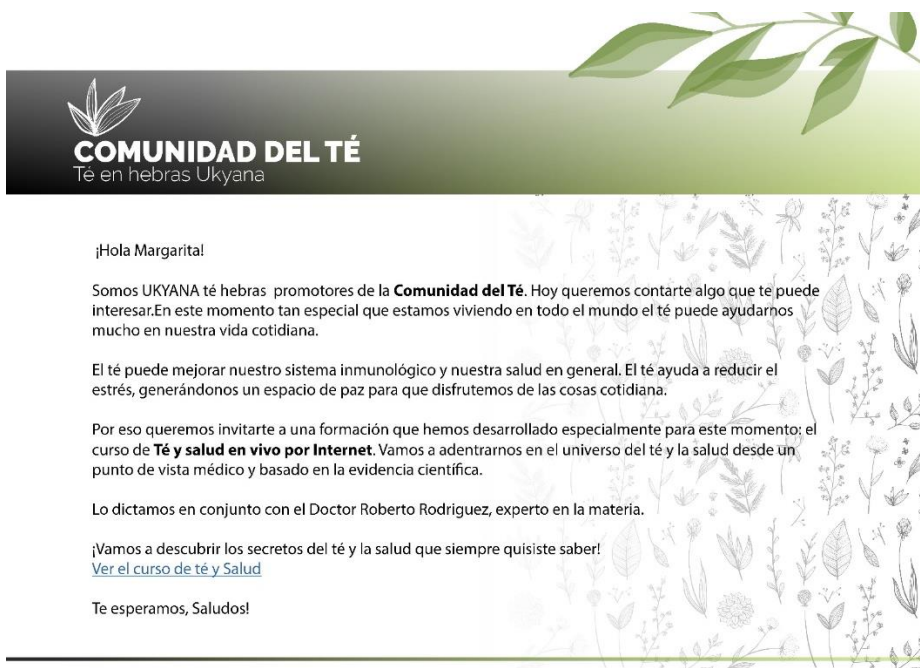 COMUNIDAD DEL TÉ
Té en hebras Ukyana
¡Hola Margarita!
Somos UKYANA té hebras promotores de la Comunidad del Té. Hoy queremos contarte algo que te puede
interesar.En este momento tan especial que estamos viviendo en todo el mundo el té puede ayudarnos
mucho en nuestra vida cotidiana.
El té puede mejorar nuestro sistema inmunológico y nuestra salud en general. El té ayuda a reducir el
estrés, generándonos un espacio de paz para que disfrutemos de las cosas cotidiana.
Por eso queremos invitarte a una formación que hemos desarrollado especialmente para este momento: el
curso de Té y salud en vivo por Internet. Vamos a adentrarnos en el universo del té y la salud desde un
punto de vista médico y basado en la evidencia científica.
Lo dictamos en conjunto con el Doctor Roberto Rodriguez, experto en la materia.
¡Vamos a descubrir los secretos del té y la salud que siempre quisiste saber!
Ver el curso de té y Salud
Te esperamos, Saludos!